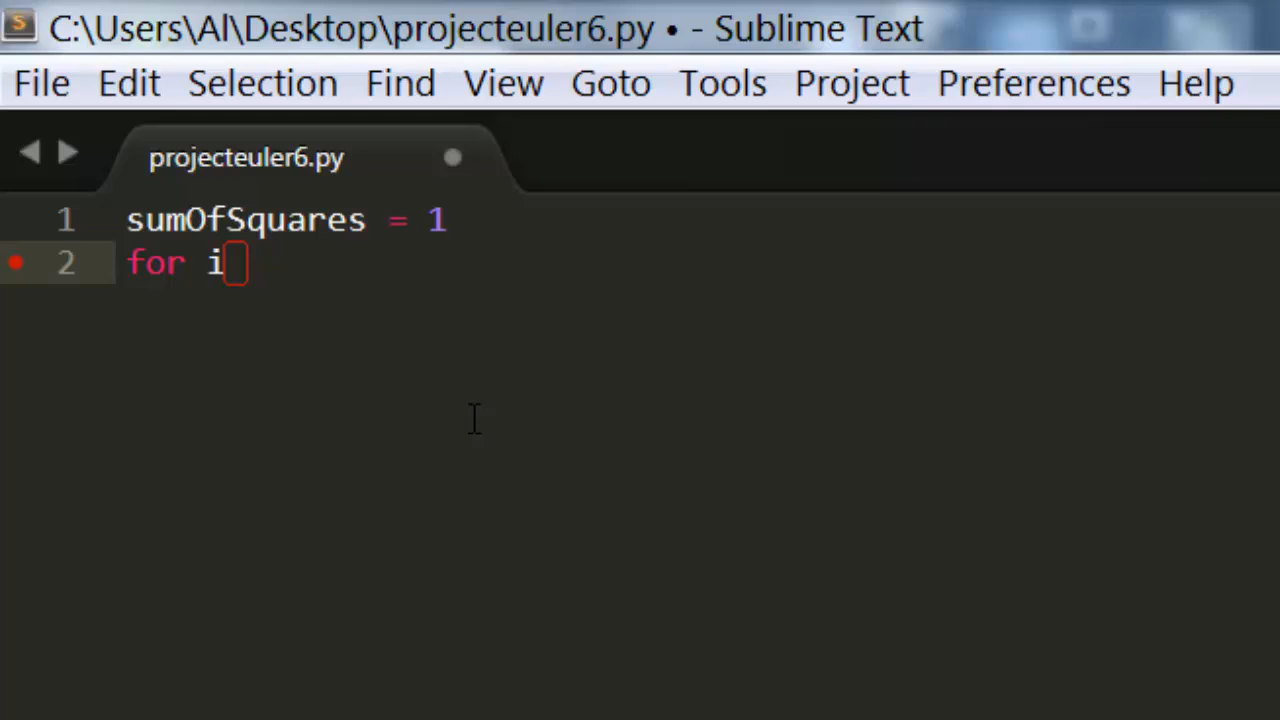 C:\Users\Al\Desktop\projecteuler6.py • - Sublime Text
File Edit Selection Find View Goto Tools Project Preferences Help
projecteuler6.py
1 sumOfSquares = 1
2 for i